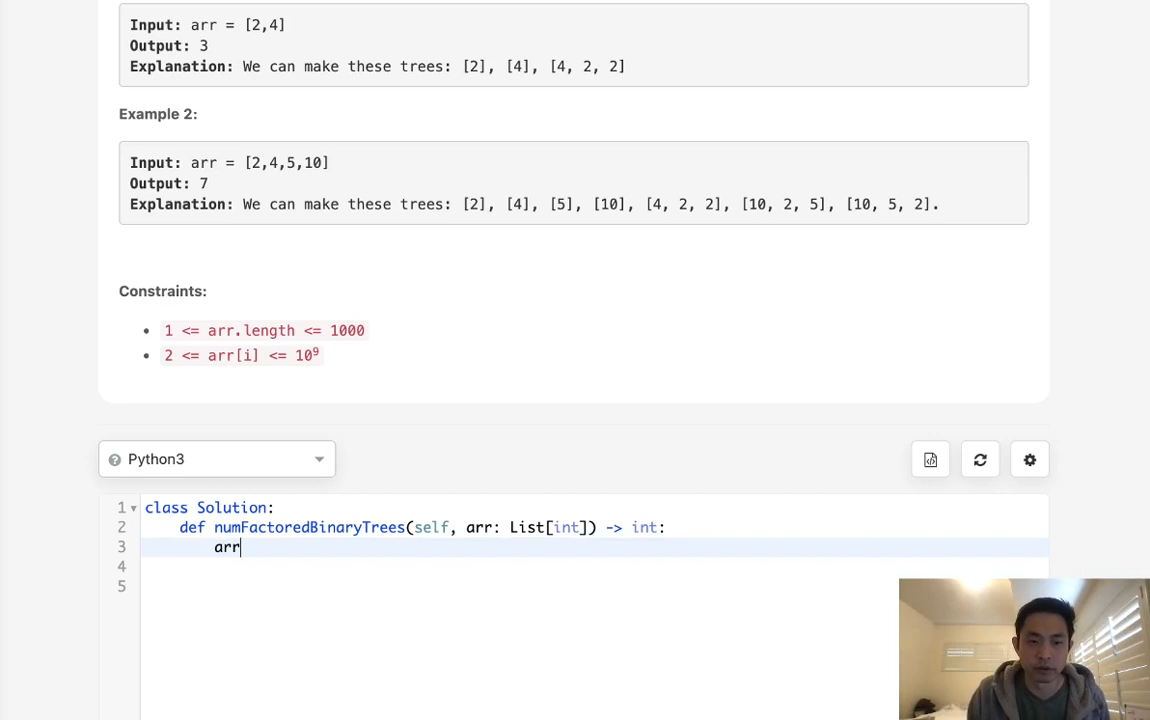 Input: arr = [2,4]
Output: 3
Explanation: We can make these trees: [2], [4], [4, 2, 2]
Example 2:
Input: arr = [2,4,5,10]
Output: 7
Explanation: We can make these trees: [2], [4], [5], [10], [4, 2, 2], [10, 2, 5], [10, 5, 2].
Constraints:
• 1 <= arr.length <= 1000
• 2 <= arr[i] <= 10⁹
Python3
1 class Solution:
2 def numFactoredBinaryTrees(self, arr: List[int]) -> int:
3 arr
4
5